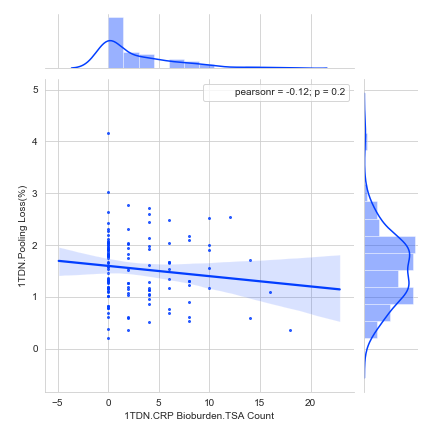 pearsonr = -0.12; p = 0.2
5
4
3
2
1
0
1TDN.Pooling Loss(%)
−5 0 5 10 15 20
1TDN.CRP Bioburden.TSA Count